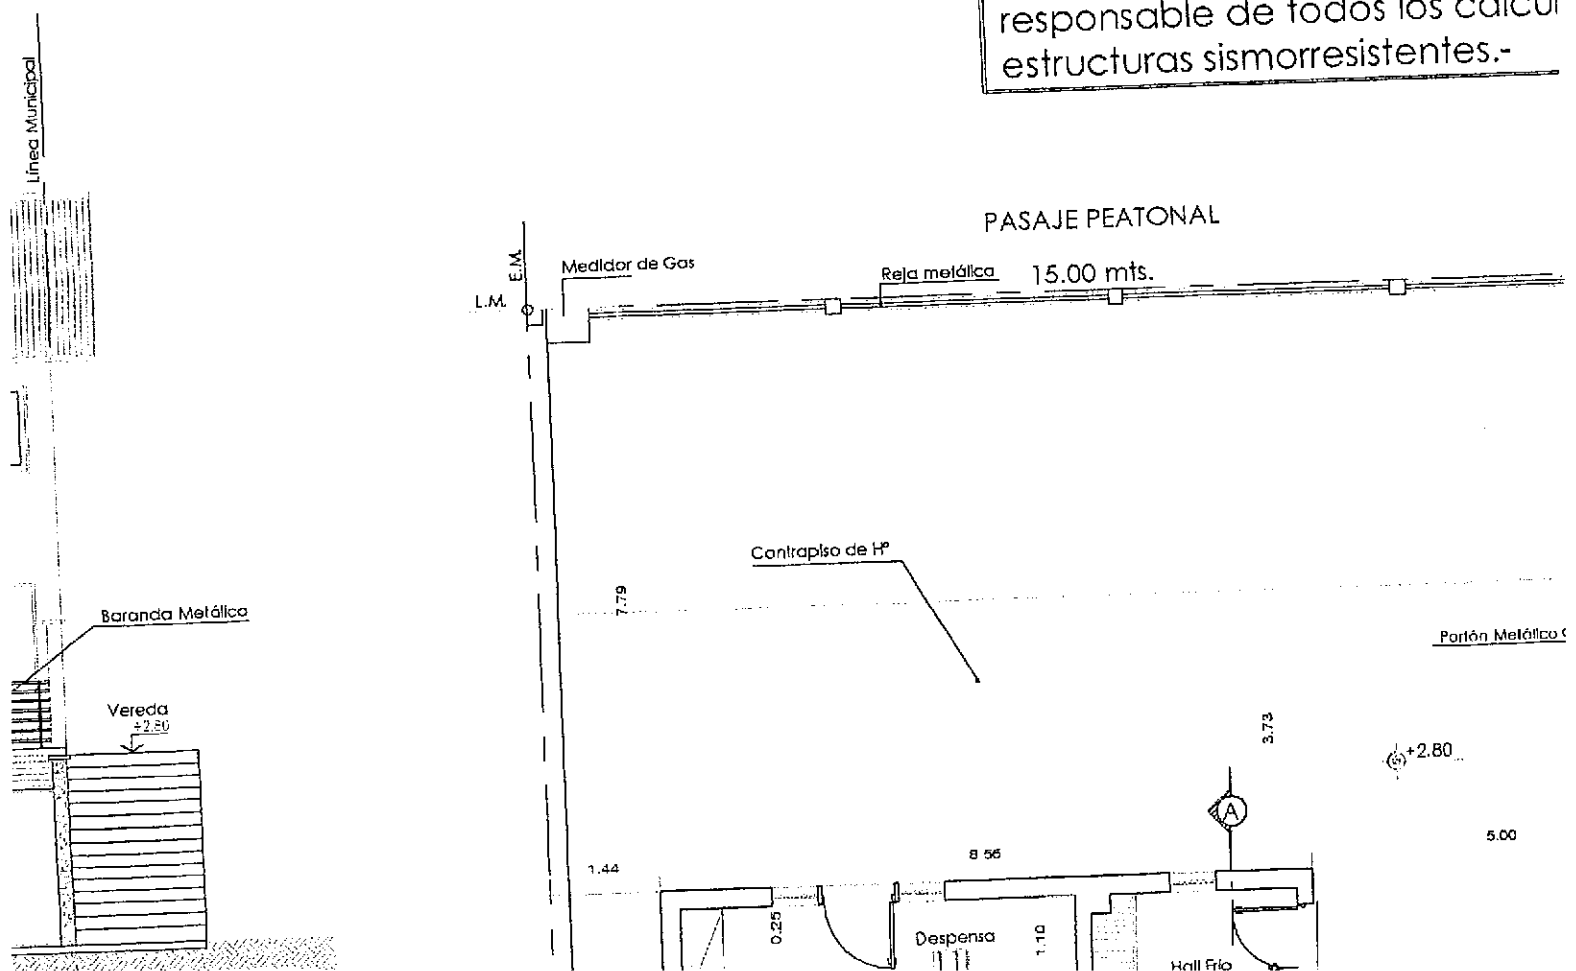 responsable de todos los
estructuras sismorresistentes.-
Línea Municipal
PASAJE PEATONAL
E.M.
Medidor de Gas
Reja metálica
15.00 mts.
L.M.
Contrapiso de Hº
7.79
Baranda Metálica
Portón Metálico
Vereda
+2.80
3.73
+2.80
A
5.00
1.44
8.56
0.25
Despensa
1.10
Hall Frío